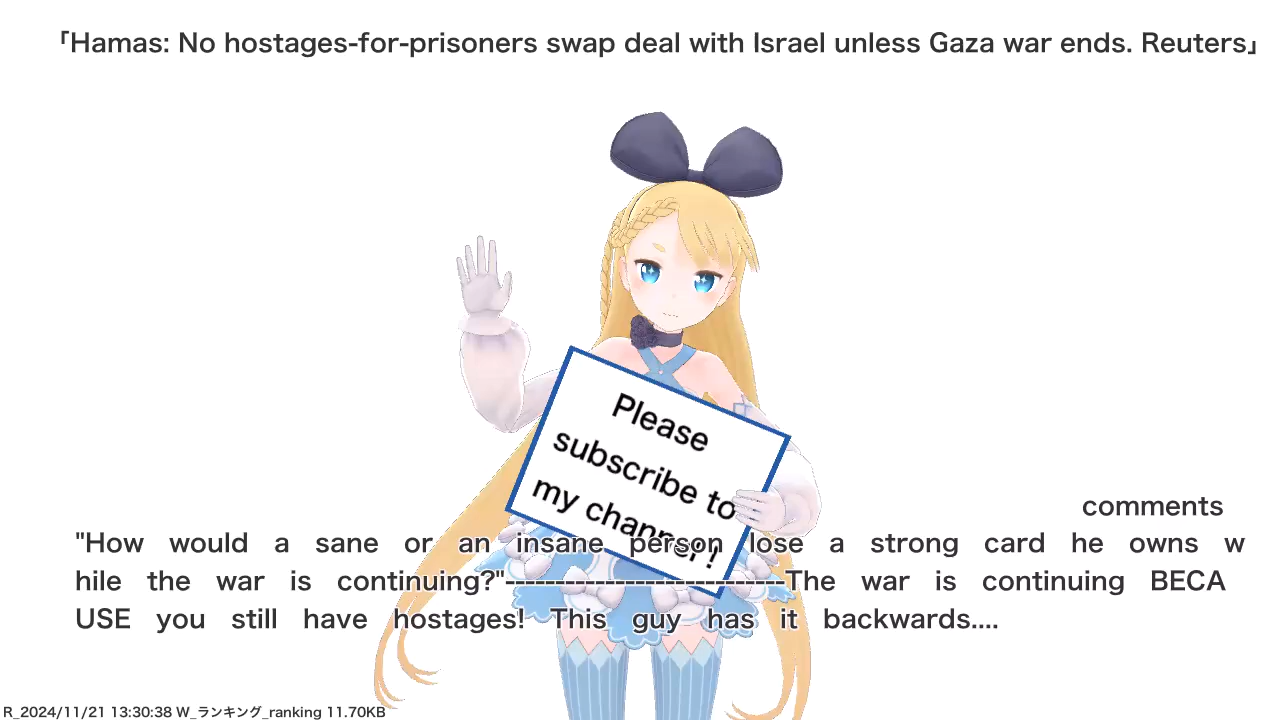 「Hamas: No hostages-for-prisoners swap deal with Israel unless Gaza war ends. Reuters」
Please
subscribe to
my channel!
comments
"How would a sane or an insane person lose a strong card he owns w
hile the war is continuing?"----------------------------The war is continuing BECA
USE you still have hostages! This guy has it backwards....
R_2024/11/21 13:30:38 W_ランキング_ranking 11.70KB